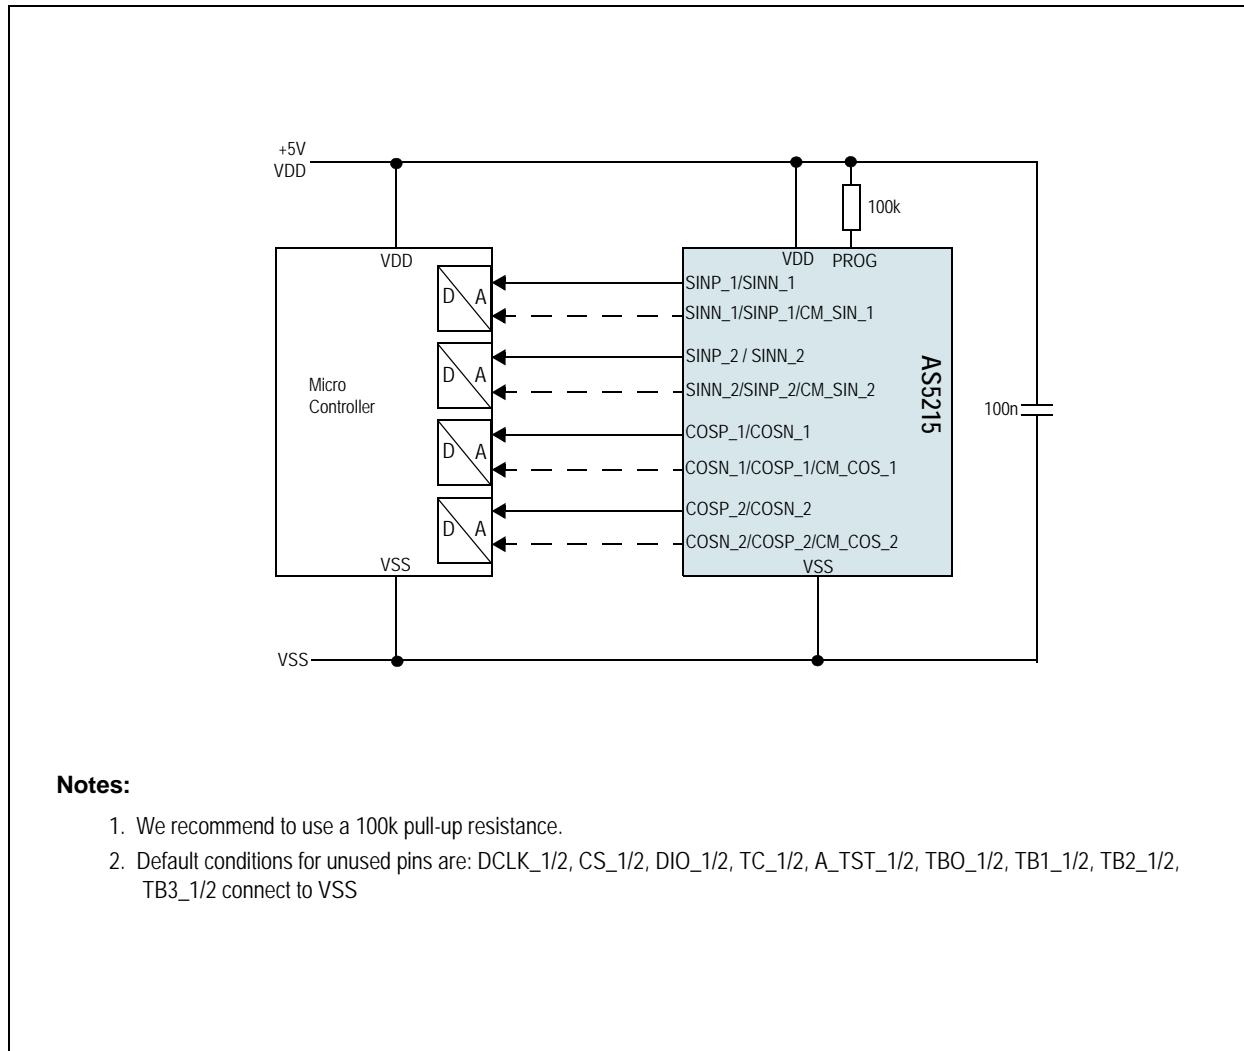 +5V
VDD
100k
VDD
VDD PROG
D A
SINP_1/SINN_1
SINN_1/SINP_1/CM_SIN_1
D A
SINP_2 / SINN_2
SINN_2/SINP_2/CM_SIN_2
Micro
Controller
AS5215
100n
D A
COSP_1/COSN_1
COSN_1/COSP_1/CM_COS_1
D A
COSP_2/COSN_2
COSN_2/COSP_2/CM_COS_2
VSS
VSS
VSS
Notes:
1. We recommend to use a 100k pull-up resistance.
2. Default conditions for unused pins are: DCLK_1/2, CS_1/2, DIO_1/2, TC_1/2, A_TST_1/2, TBO_1/2, TB1_1/2, TB2_1/2,
TB3_1/2 connect to VSS